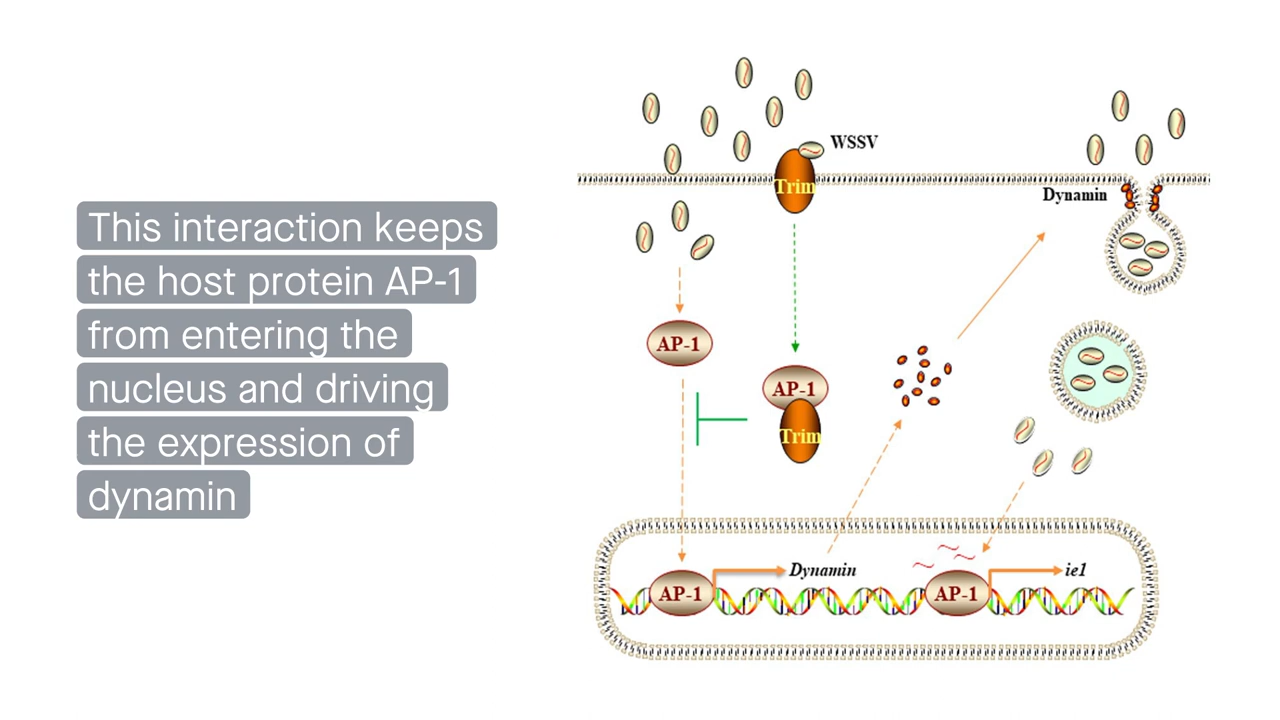 This interaction keeps
the host protein AP-1
from entering the
nucleus and driving
the expression of
dynamin
WSSV
Trim
Dynamin
AP-1
AP-1
Trim
Dynamin
ie1
AP-1
AP-1